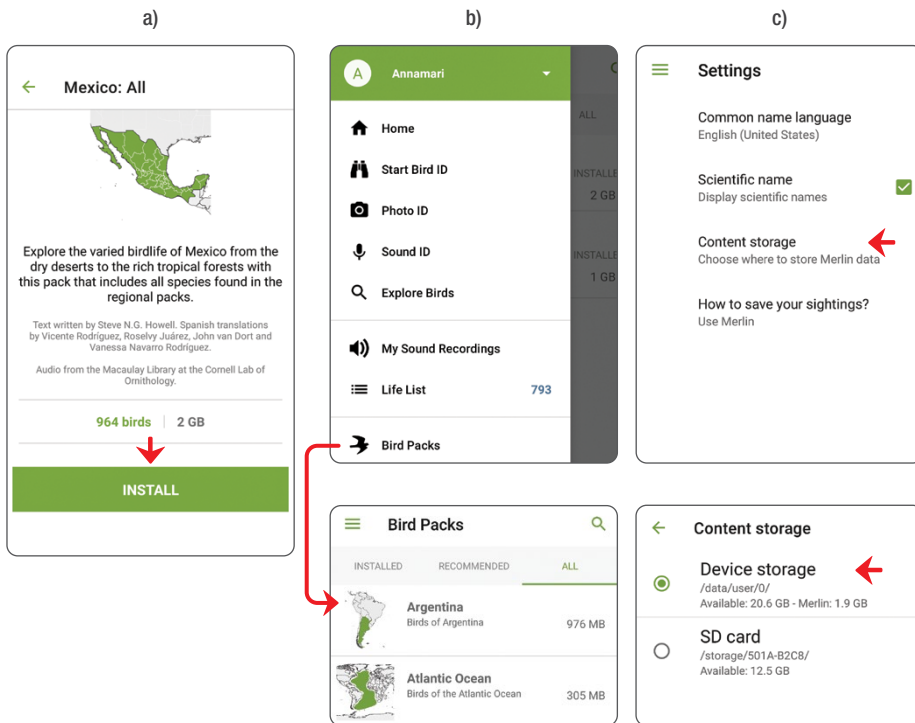 a)
Mexico: All
Explore the varied birdlife of Mexico from the
dry deserts to the rich tropical forests with
this pack that includes all species found in the
regional packs.
Text written by Steve N.G. Howell. Spanish translations
by Vicente Rodríguez, Roselvy Juárez, John van Dort and
Vanessa Navarro Rodríguez.
Audio from the Macaulay Library at the Cornell Lab of
Ornithology.
964 birds | 2 GB
INSTALL
b)
A Annamari
Home
Start Bird ID
Photo ID
Sound ID
Explore Birds
My Sound Recordings
Life List 793
Bird Packs
ALL
INSTALLE
2 GB
INSTALLE
1 GB
Bird Packs
INSTALLED RECOMMENDED ALL
Argentina
Birds of Argentina 976 MB
Atlantic Ocean
Birds of the Atlantic Ocean 305 MB
c)
Settings
Common name language
English (United States)
Scientific name
Display scientific names
Content storage
Choose where to store Merlin data
How to save your sightings?
Use Merlin
Content storage
Device storage
/data/user/0/
Available: 20.6 GB - Merlin: 1.9 GB
SD card
/storage/501A-B2C8/
Available: 12.5 GB